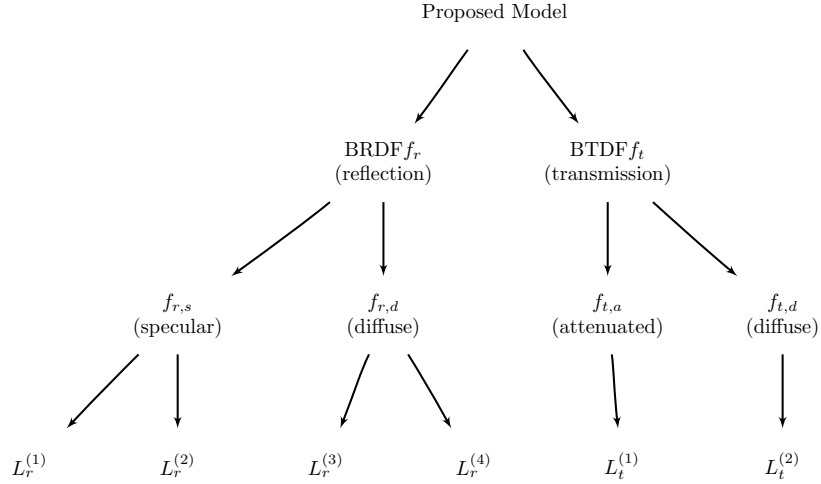 Proposed Model
BRDF f_r
(reflection)
BTDF f_t
(transmission)
f_{r,s}
(specular)
f_{r,d}
(diffuse)
f_{t,a}
(attenuated)
f_{t,d}
(diffuse)
L_r^{(1)}
L_r^{(2)}
L_r^{(3)}
L_r^{(4)}
L_t^{(1)}
L_t^{(2)}